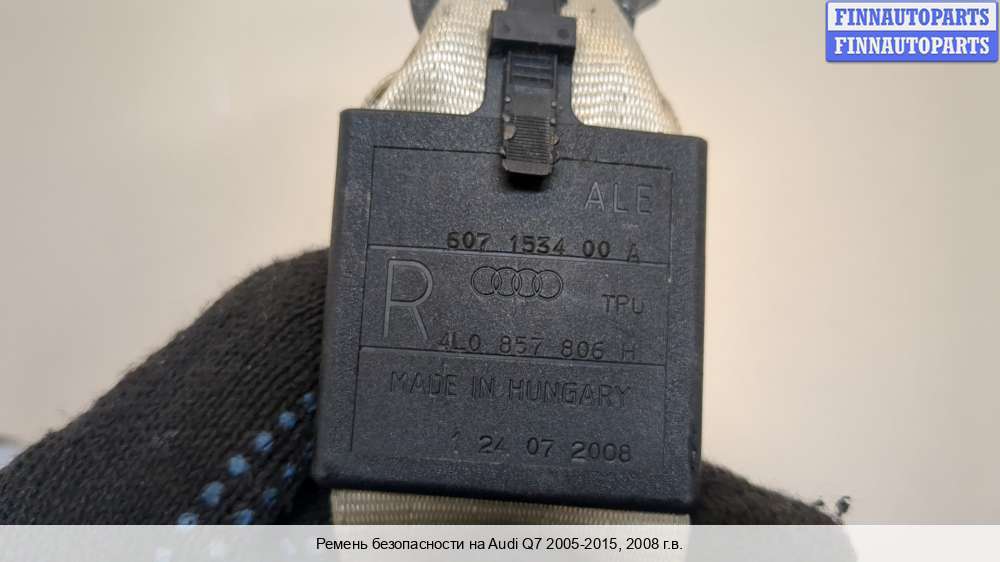 FINNAUTOPARTS
FINNAUTOPARTS
ALE
607 1534 00 A
R
TPU
4L0 857 806 H
MADE IN HUNGARY
1 24 07 2008
Ремень безопасности на Audi Q7 2005-2015, 2008 г.в.